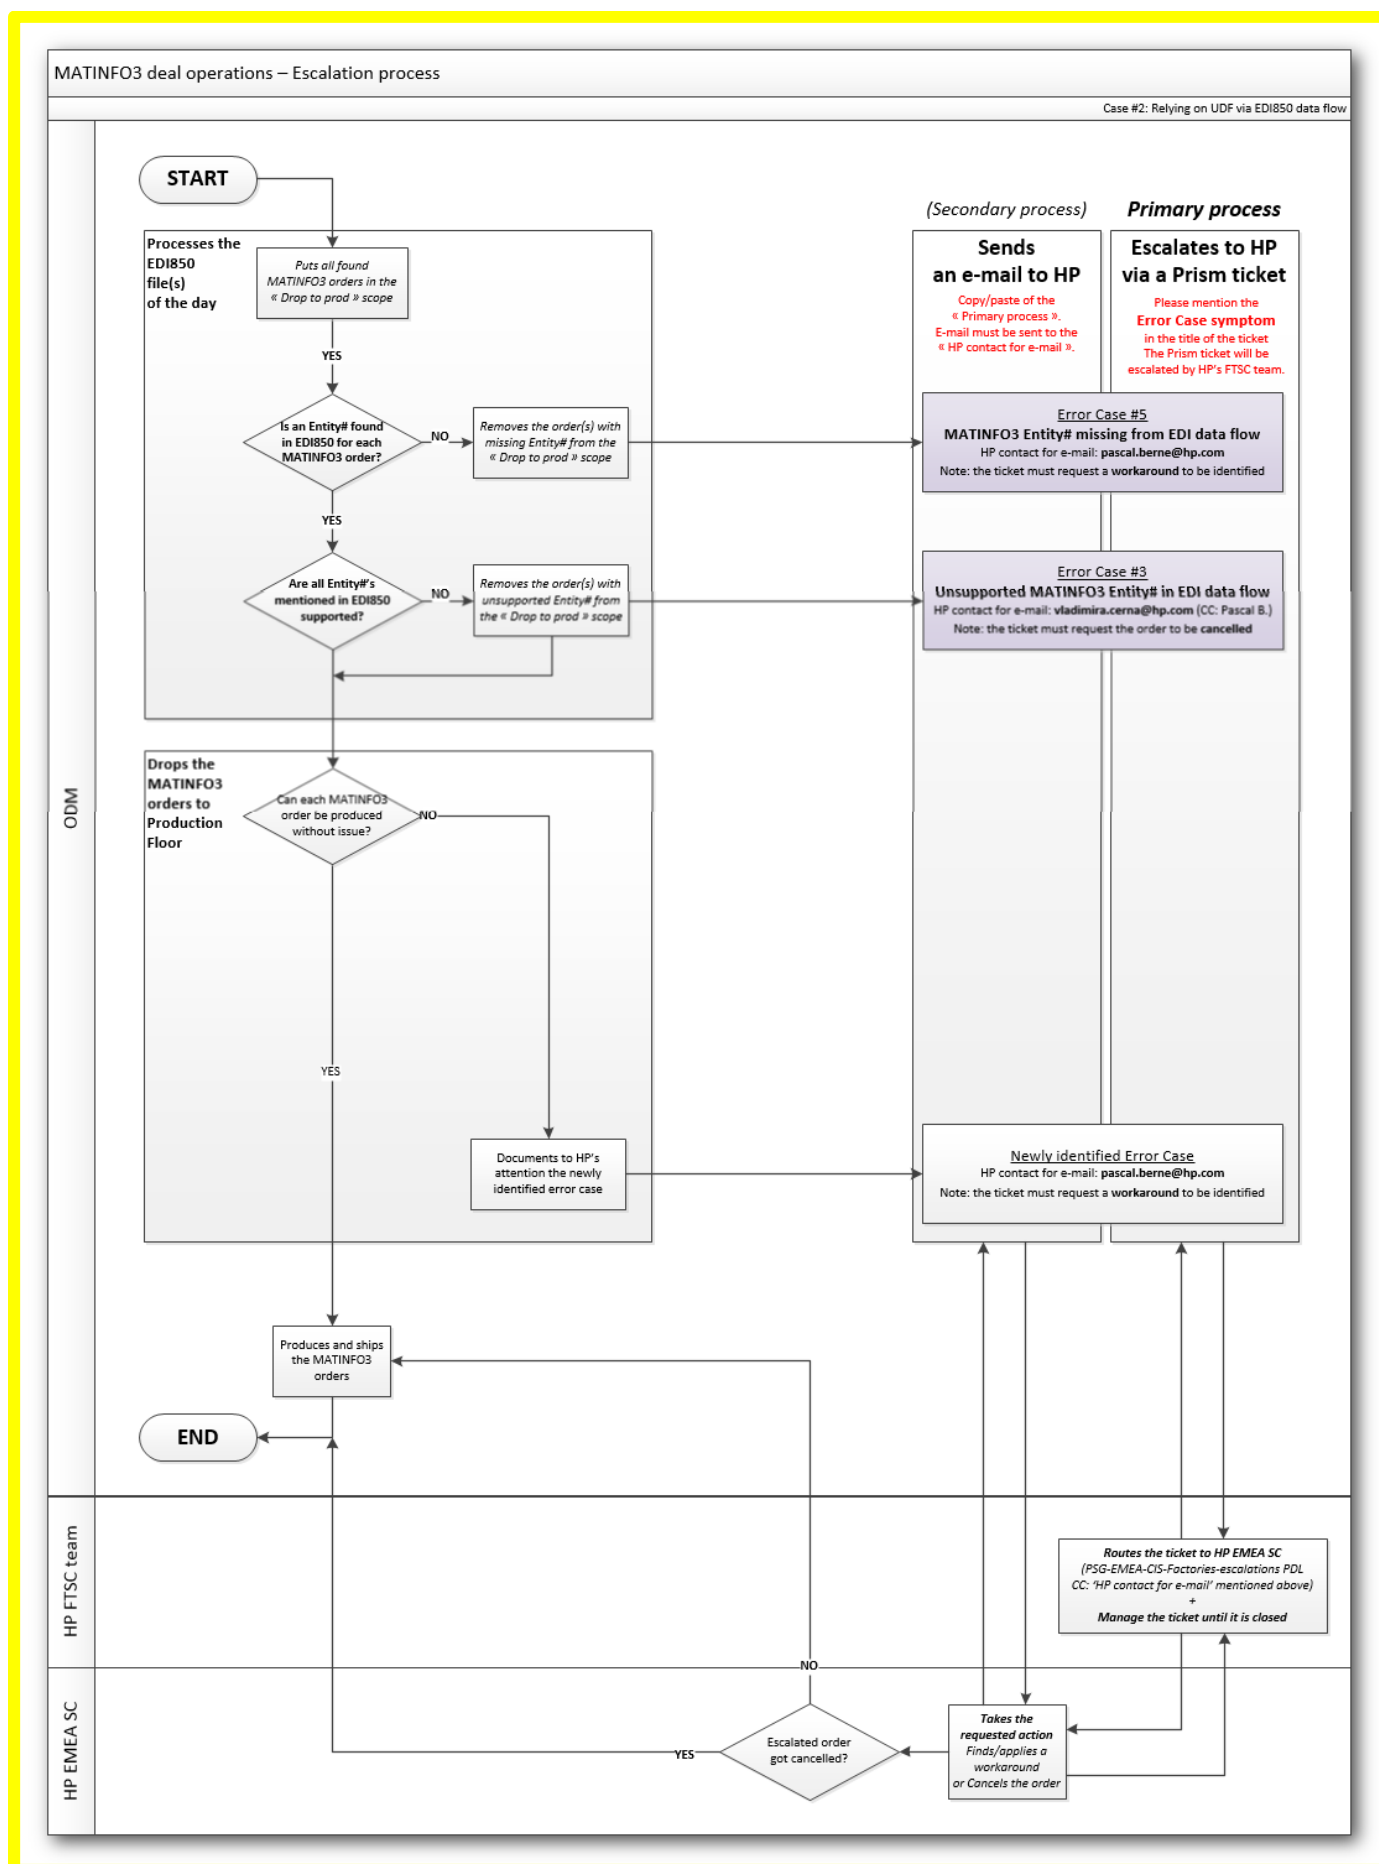 MATINFO3 deal operations – Escalation process
Case #2: Relying on UDF via EDI850 data flow
ODM
START
(Secondary process)
Primary process
Processes the
EDI850
file(s)
of the day
Puts all found
MATINFO3 orders in the
« Drop to prod » scope
Sends
an e-mail to HP
Copy/paste of the
« Primary process ».
E-mail must be sent to the
« HP contact for e-mail ».
Escalates to HP
via a Prism ticket
Please mention the
Error Case symptom
in the title of the ticket
The Prism ticket will be
escalated by HP's FTSC team.
YES
Is an Entity# found
in EDI850 for each
MATINFO3 order?
NO
Removes the order(s) with
missing Entity# from the
« Drop to prod » scope
Error Case #5
MATINFO3 Entity# missing from EDI data flow
HP contact for e-mail: pascal.berne@hp.com
Note: the ticket must request a workaround to be identified
YES
Are all Entity#'s
mentioned in EDI850
supported?
NO
Removes the order(s) with
unsupported Entity# from
the « Drop to prod » scope
Error Case #3
Unsupported MATINFO3 Entity# in EDI data flow
HP contact for e-mail: vladimira.cerna@hp.com (CC: Pascal B.)
Note: the ticket must request the order to be cancelled
Drops the
MATINFO3
orders to
Production
Floor
Can each MATINFO3
order be produced
without issue?
NO
YES
Documents to HP's
attention the newly
identified error case
Newly identified Error Case
HP contact for e-mail: pascal.berne@hp.com
Note: the ticket must request a workaround to be identified
Produces and ships
the MATINFO3
orders
END
HP FTSC team
Routes the ticket to HP EMEA SC
(PSG-EMEA-CIS-Factories-escalations PDL
CC: 'HP contact for e-mail' mentioned above)
+
Manage the ticket until it is closed
HP EMEA SC
NO
Escalated order
got cancelled?
YES
Takes the
requested action
Finds/applies a
workaround
or Cancels the order